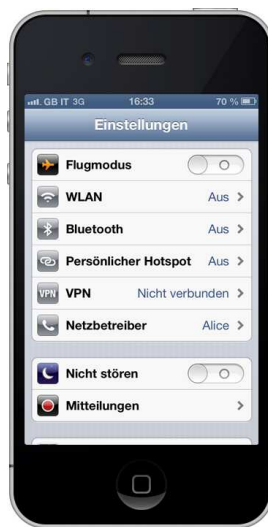 GB IT 3G 16:33 70 %
Einstellungen
Flugmodus
WLAN Aus
Bluetooth Aus
Persönlicher Hotspot Aus
VPN VPN Nicht verbunden
Netzbetreiber Alice
Nicht stören
Mitteilungen